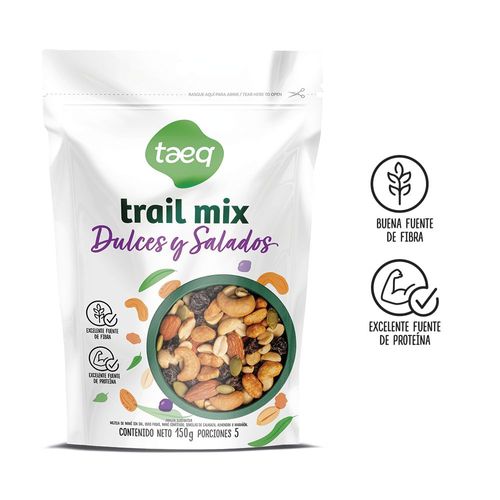 RASGUE AQUÍ PARA ABRIR / TEAR HERE TO OPEN
taeq
trail mix
Dulces y Salados
EXCELENTE FUENTE
DE FIBRA
EXCELENTE FUENTE
DE PROTEÍNA
CONTENIDO NETO 150g PORCIONES 5
BUENA FUENTE
DE FIBRA
EXCELENTE FUENTE
DE PROTEÍNA